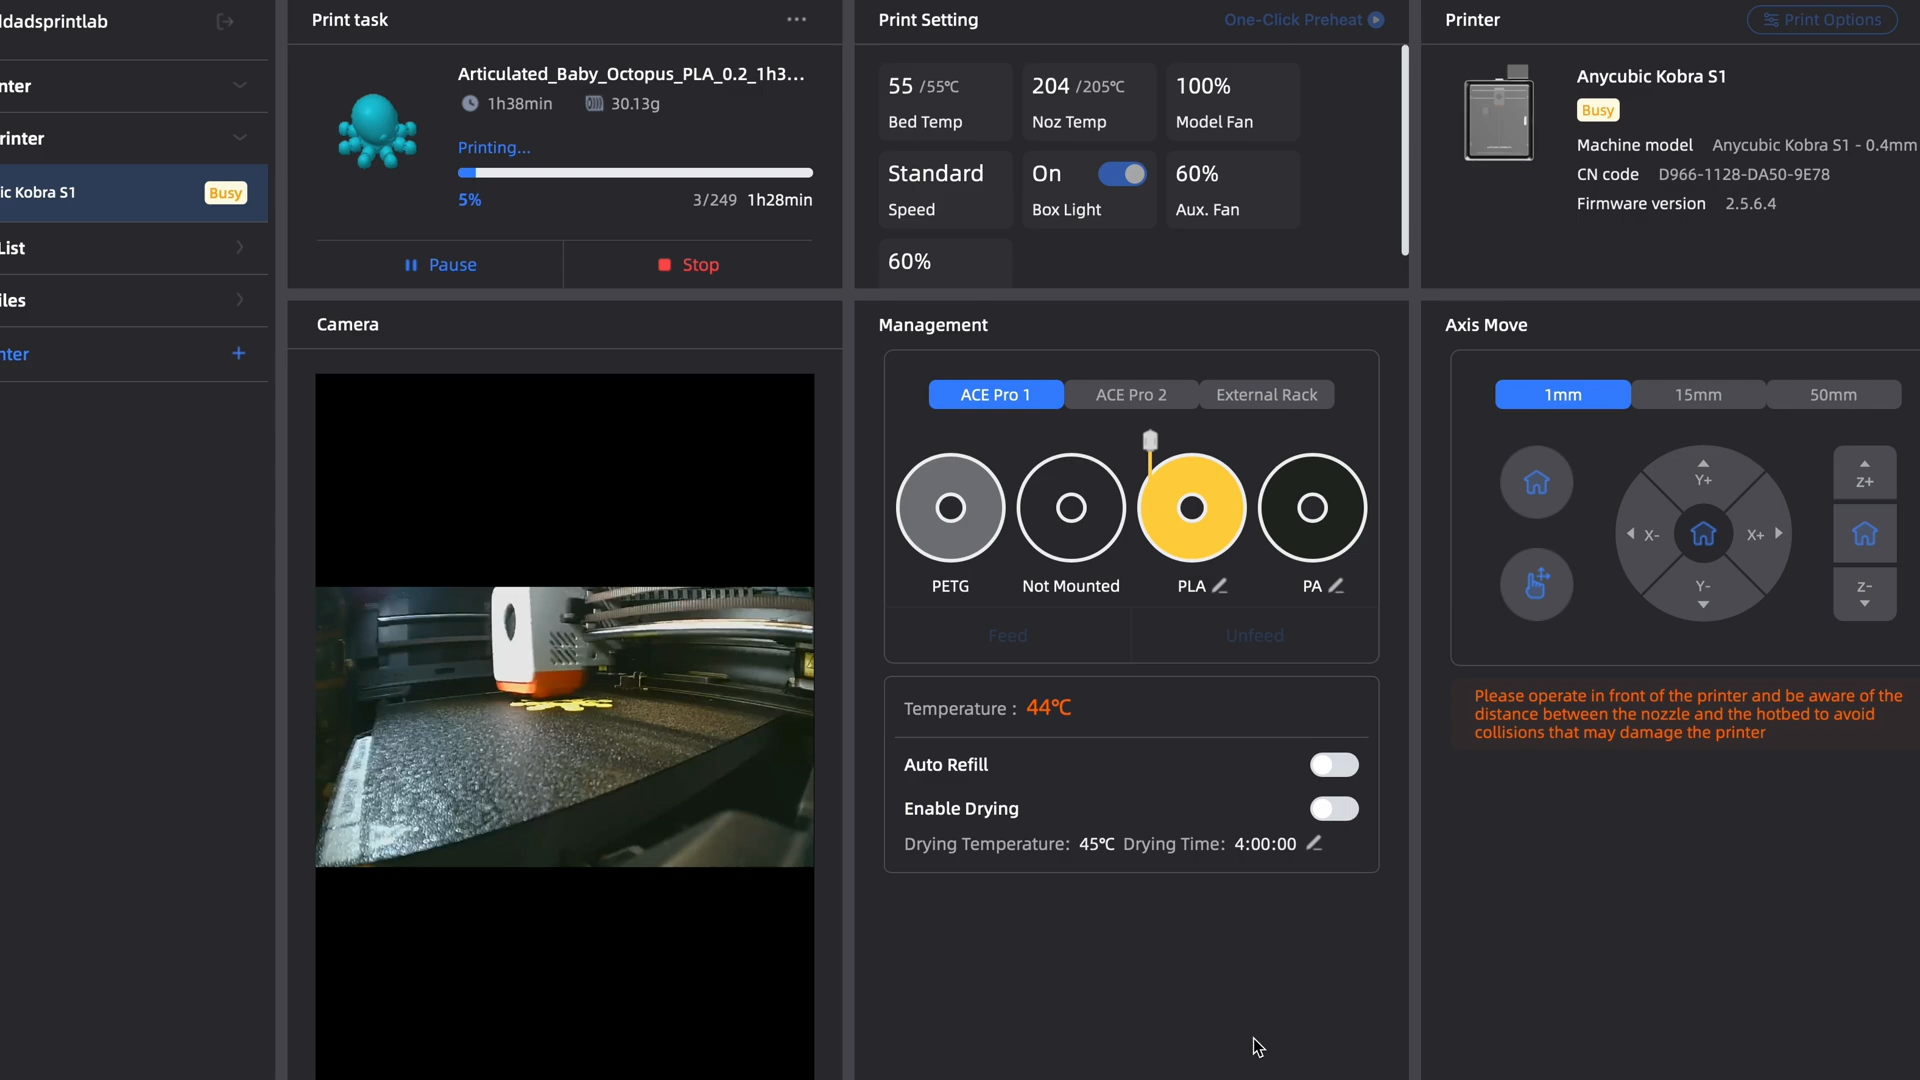 ldadsprintlab
nter
rinter
ic Kobra S1
Busy
List
iles
nter
+
Print task
Articulated_Baby_Octopus_PLA_0.2_1h3...
1h38min 30.13g
Printing...
5% 3/249 1h28min
Pause Stop
Camera
Print Setting
One-Click Preheat
55 /55℃
Bed Temp
204 /205℃
Noz Temp
100%
Model Fan
Standard
Speed
On
Box Light
60%
Aux. Fan
60%
Management
ACE Pro 1 ACE Pro 2 External Rack
PETG Not Mounted PLA PA
Feed Unfeed
Temperature : 44℃
Auto Refill
Enable Drying
Drying Temperature: 45℃ Drying Time: 4:00:00
Printer
Print Options
Anycubic Kobra S1
Busy
Machine model Anycubic Kobra S1 - 0.4mm
CN code D966-1128-DA50-9E78
Firmware version 2.5.6.4
Axis Move
1mm 15mm 50mm
Y+
X- X+
Y-
Z+
Z-
Please operate in front of the printer and be aware of the
distance between the nozzle and the hotbed to avoid
collisions that may damage the printer